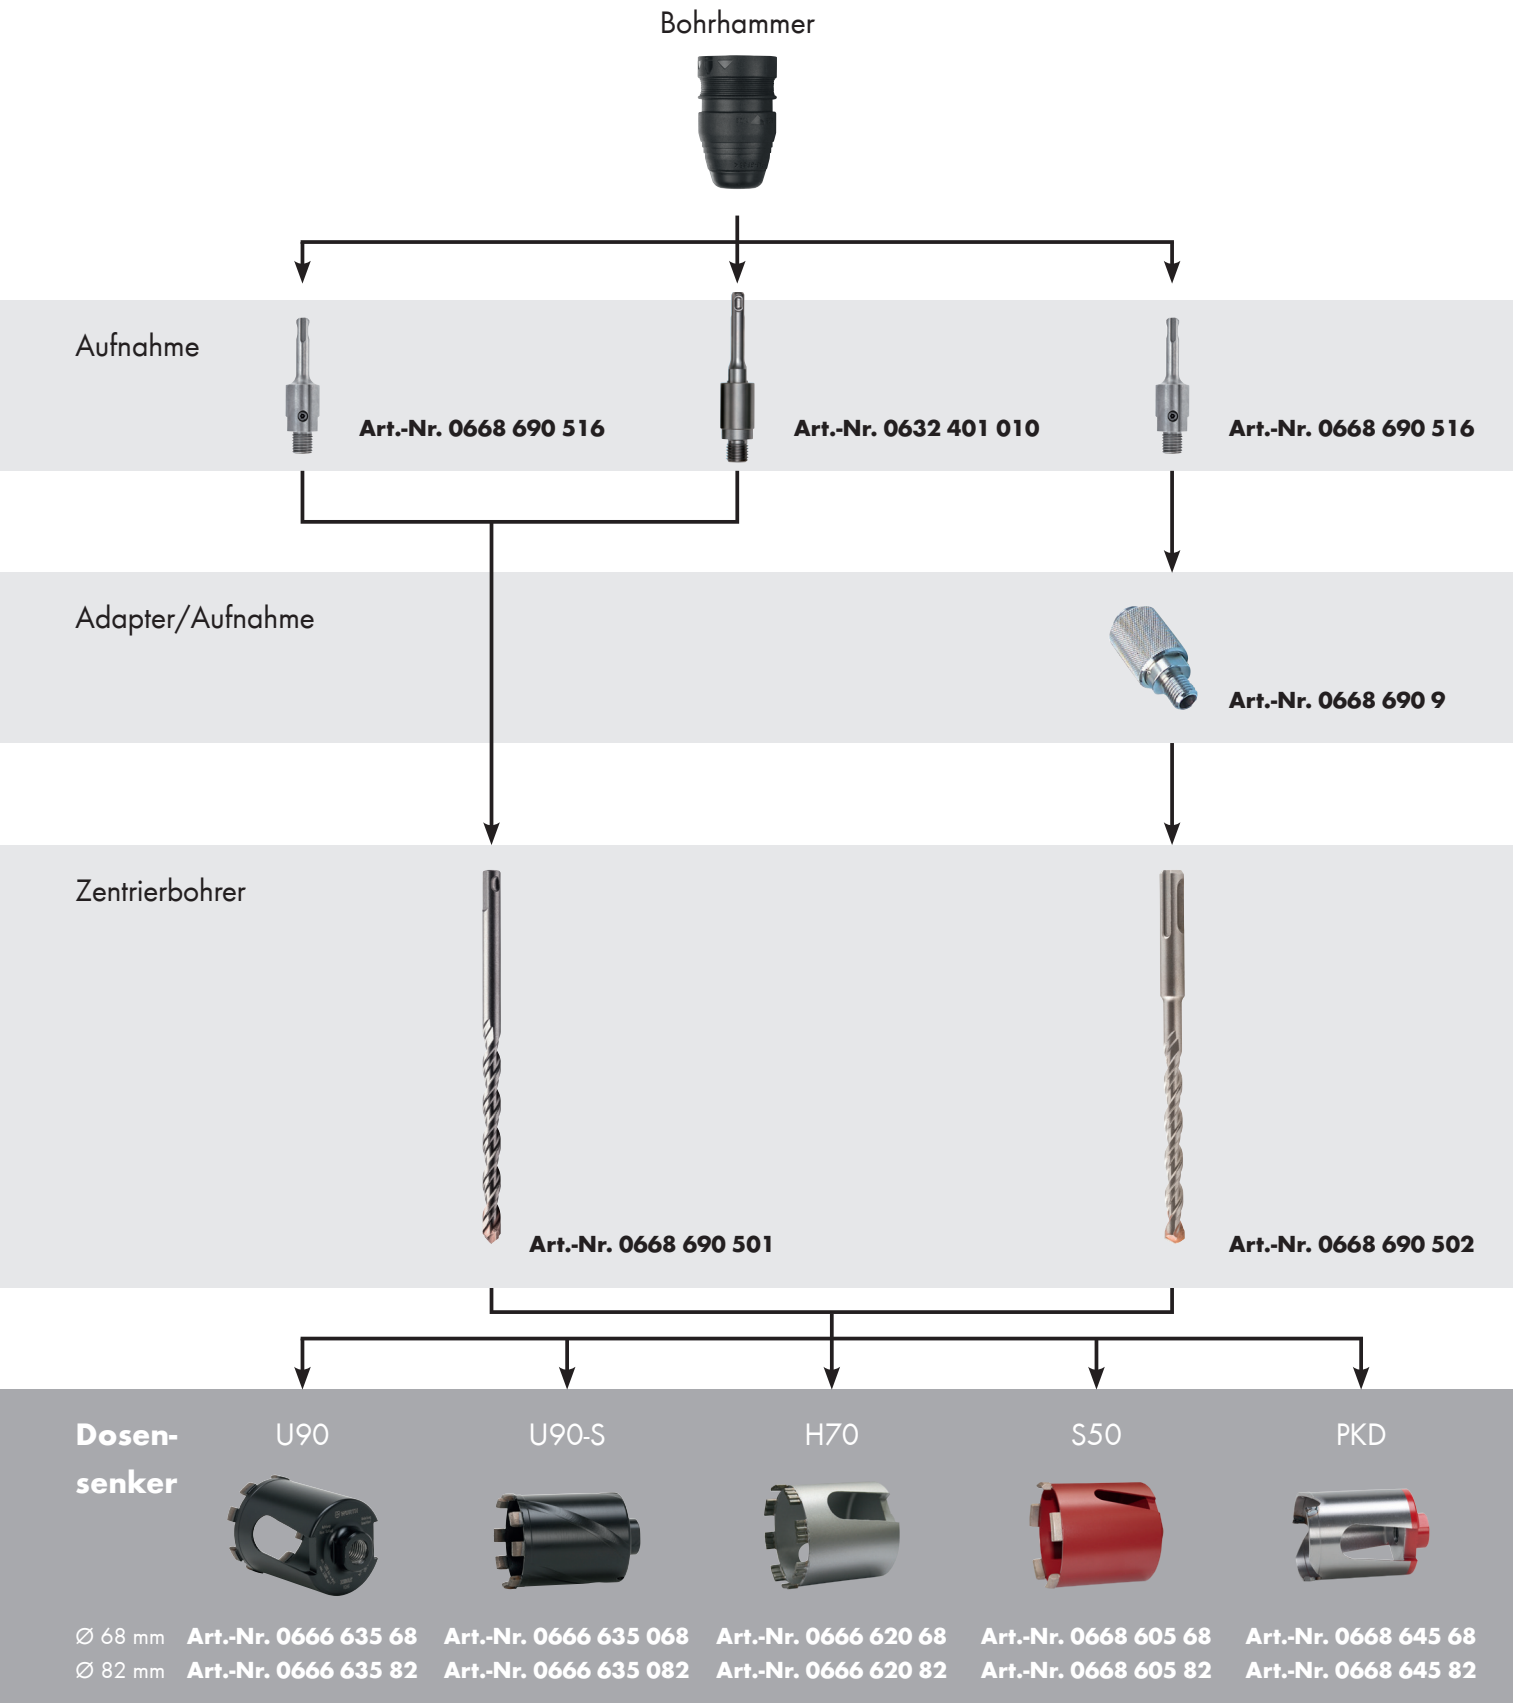 Bohrhammer
Aufnahme
Art.-Nr. 0668 690 516
Art.-Nr. 0632 401 010
Art.-Nr. 0668 690 516
Adapter/Aufnahme
Art.-Nr. 0668 690 9
Zentrierbohrer
Art.-Nr. 0668 690 501
Art.-Nr. 0668 690 502
Dosen-
senker
U90
U90-S
H70
S50
PKD
Ø 68 mm Art.-Nr. 0666 635 68 Art.-Nr. 0666 635 068 Art.-Nr. 0666 620 68 Art.-Nr. 0668 605 68 Art.-Nr. 0668 645 68
Ø 82 mm Art.-Nr. 0666 635 82 Art.-Nr. 0666 635 082 Art.-Nr. 0666 620 82 Art.-Nr. 0668 605 82 Art.-Nr. 0668 645 82